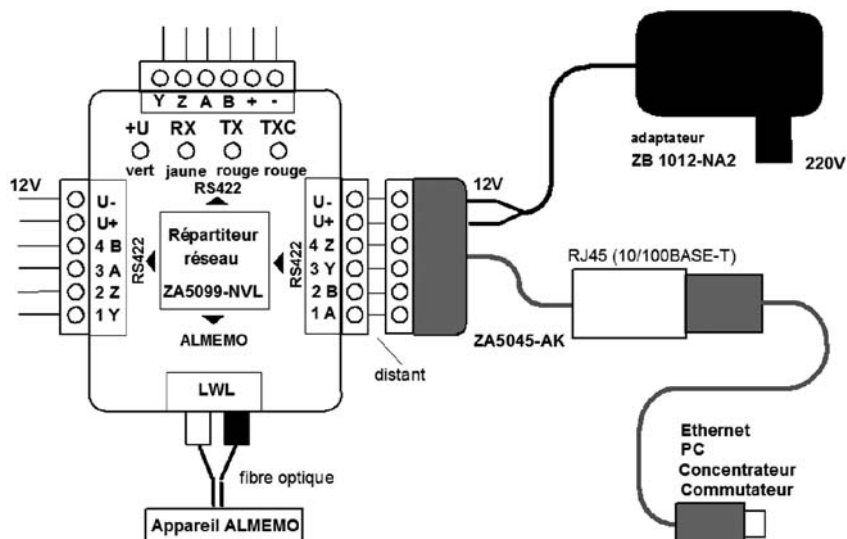 Y Z A B + -
+U RX TX TXC
vert jaune rouge rouge
RS422
12V
U-
U+
4 B
3 A
2 Z
1 Y
RS422
Répartiteur
réseau
ZA5099-NVL
ALMEMO
RS422
U-
U+
4 Z
3 Y
2 B
1 A
12V
adaptateur
ZB 1012-NA2
220V
RJ45 (10/100BASE-T)
ZA5045-AK
distant
LWL
fibre optique
Appareil ALMEMO
Ethernet
PC
Concentrateur
Commutateur